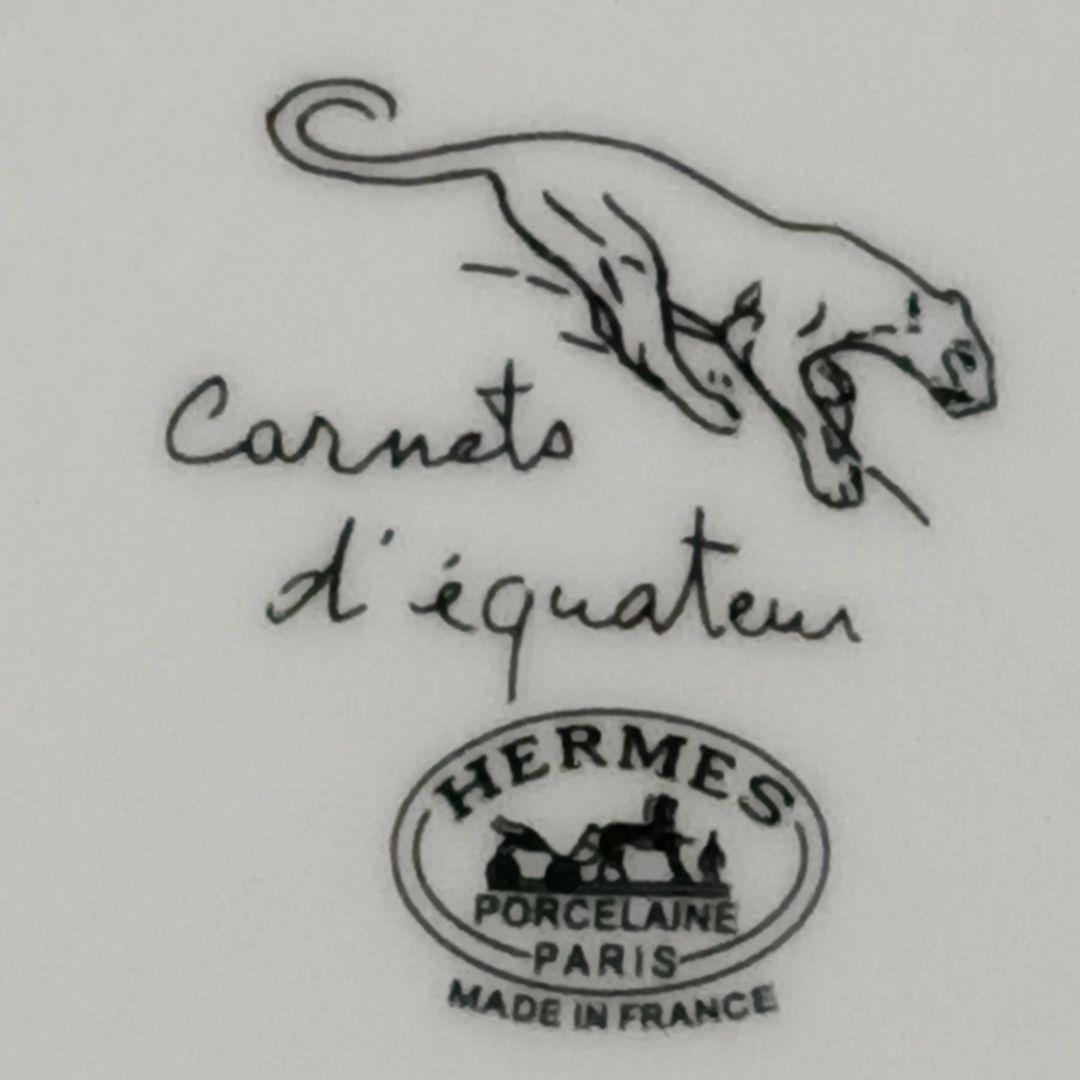 Carnets
d'équateur
HERMES
PORCELAINE
PARIS
MADE IN FRANCE